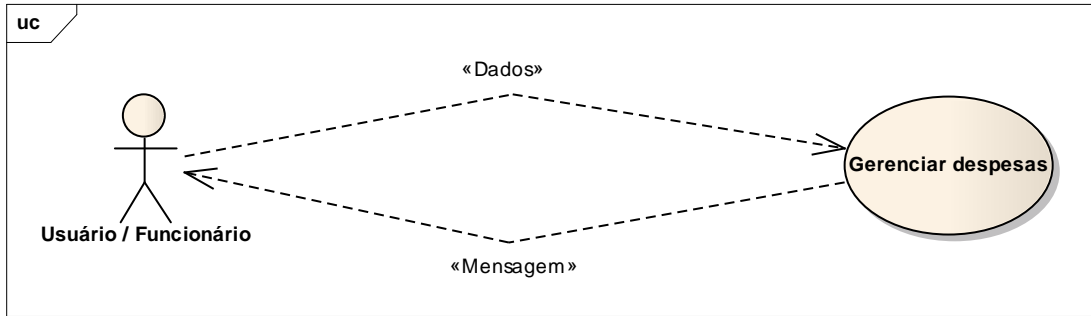 uc
«Dados»
Gerenciar despesas
Usuário / Funcionário
«Mensagem»